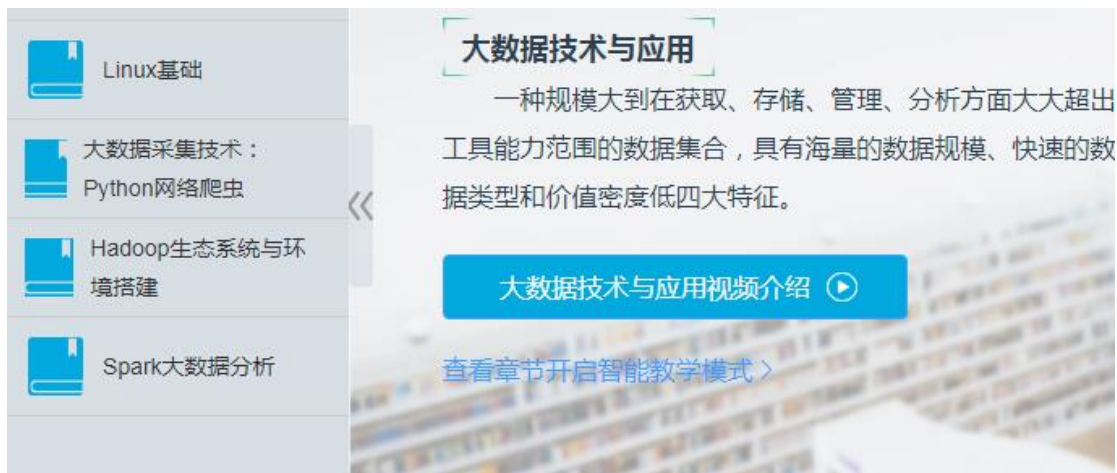 Linux基础
大数据采集技术：
Python网络爬虫
Hadoop生态系统与环
境搭建
Spark大数据分析
大数据技术与应用
一种规模大到在获取、存储、管理、分析方面大大超出
工具能力范围的数据集合，具有海量的数据规模、快速的数
据类型和价值密度低四大特征。
大数据技术与应用视频介绍
查看章节开启智能教学模式